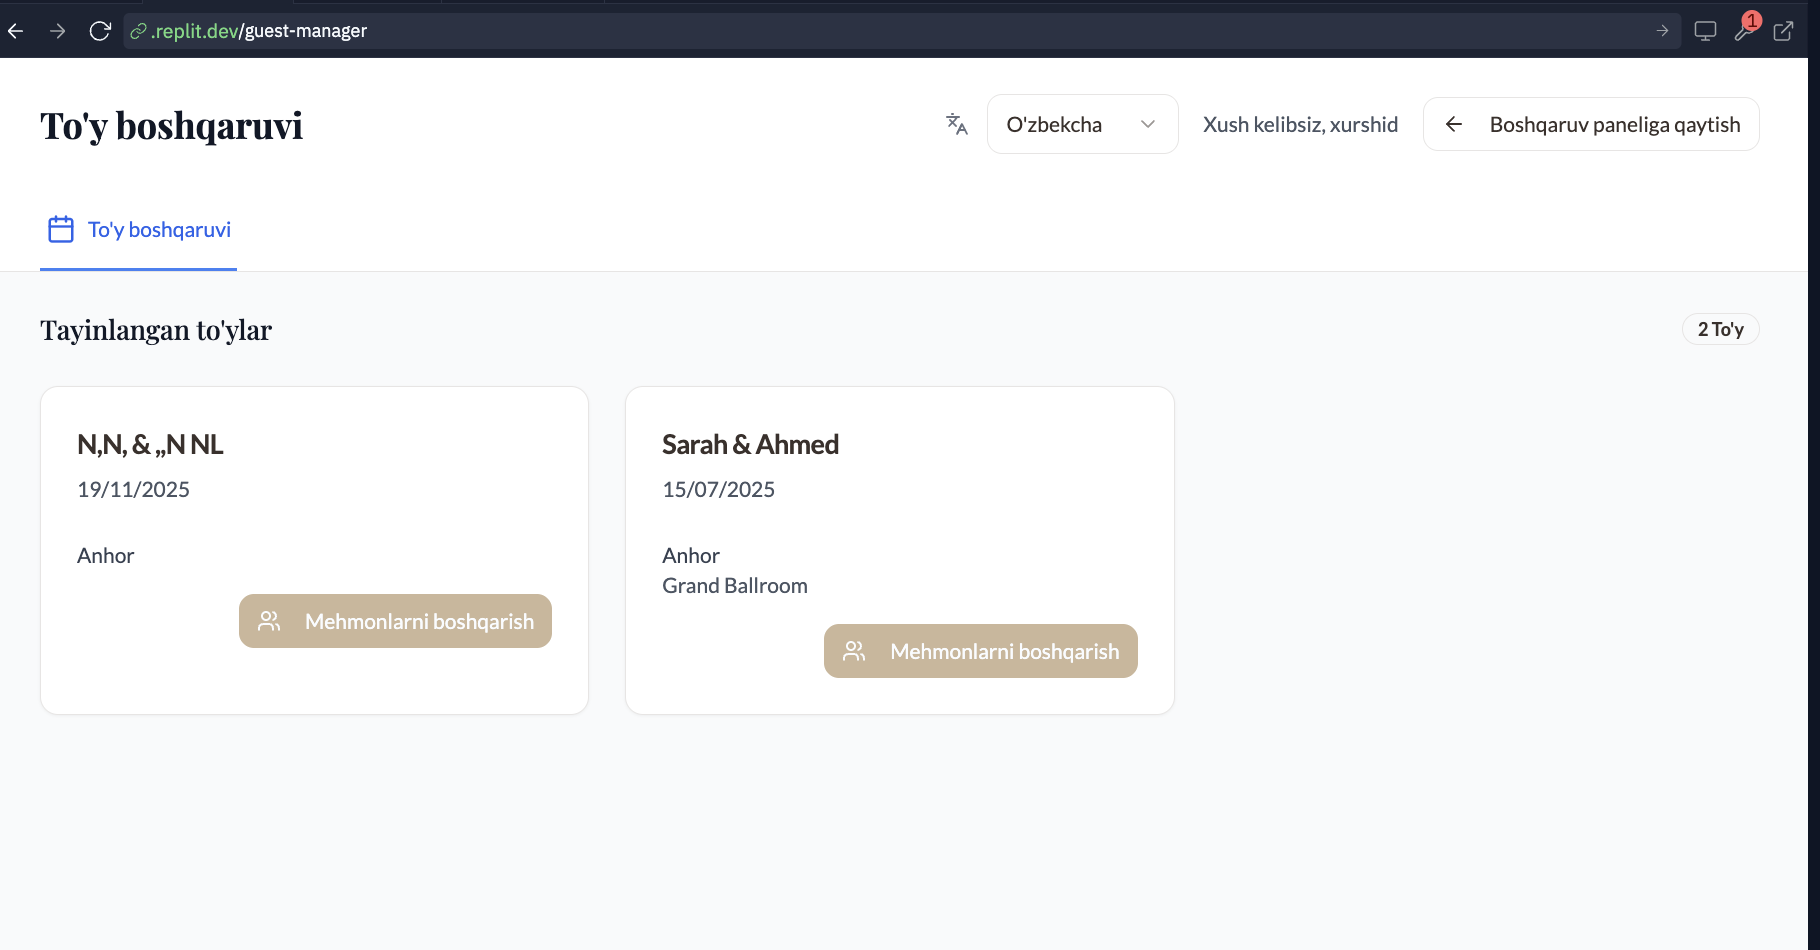 .replit.dev/guest-manager
1
To'y boshqaruvi
O'zbekcha
Xush kelibsiz, xurshid
Boshqaruv paneliga qaytish
To'y boshqaruvi
Tayinlangan to'ylar
2 To'y
N,N, & ,,N NL
19/11/2025
Anhor
Mehmonlarni boshqarish
Sarah & Ahmed
15/07/2025
Anhor
Grand Ballroom
Mehmonlarni boshqarish